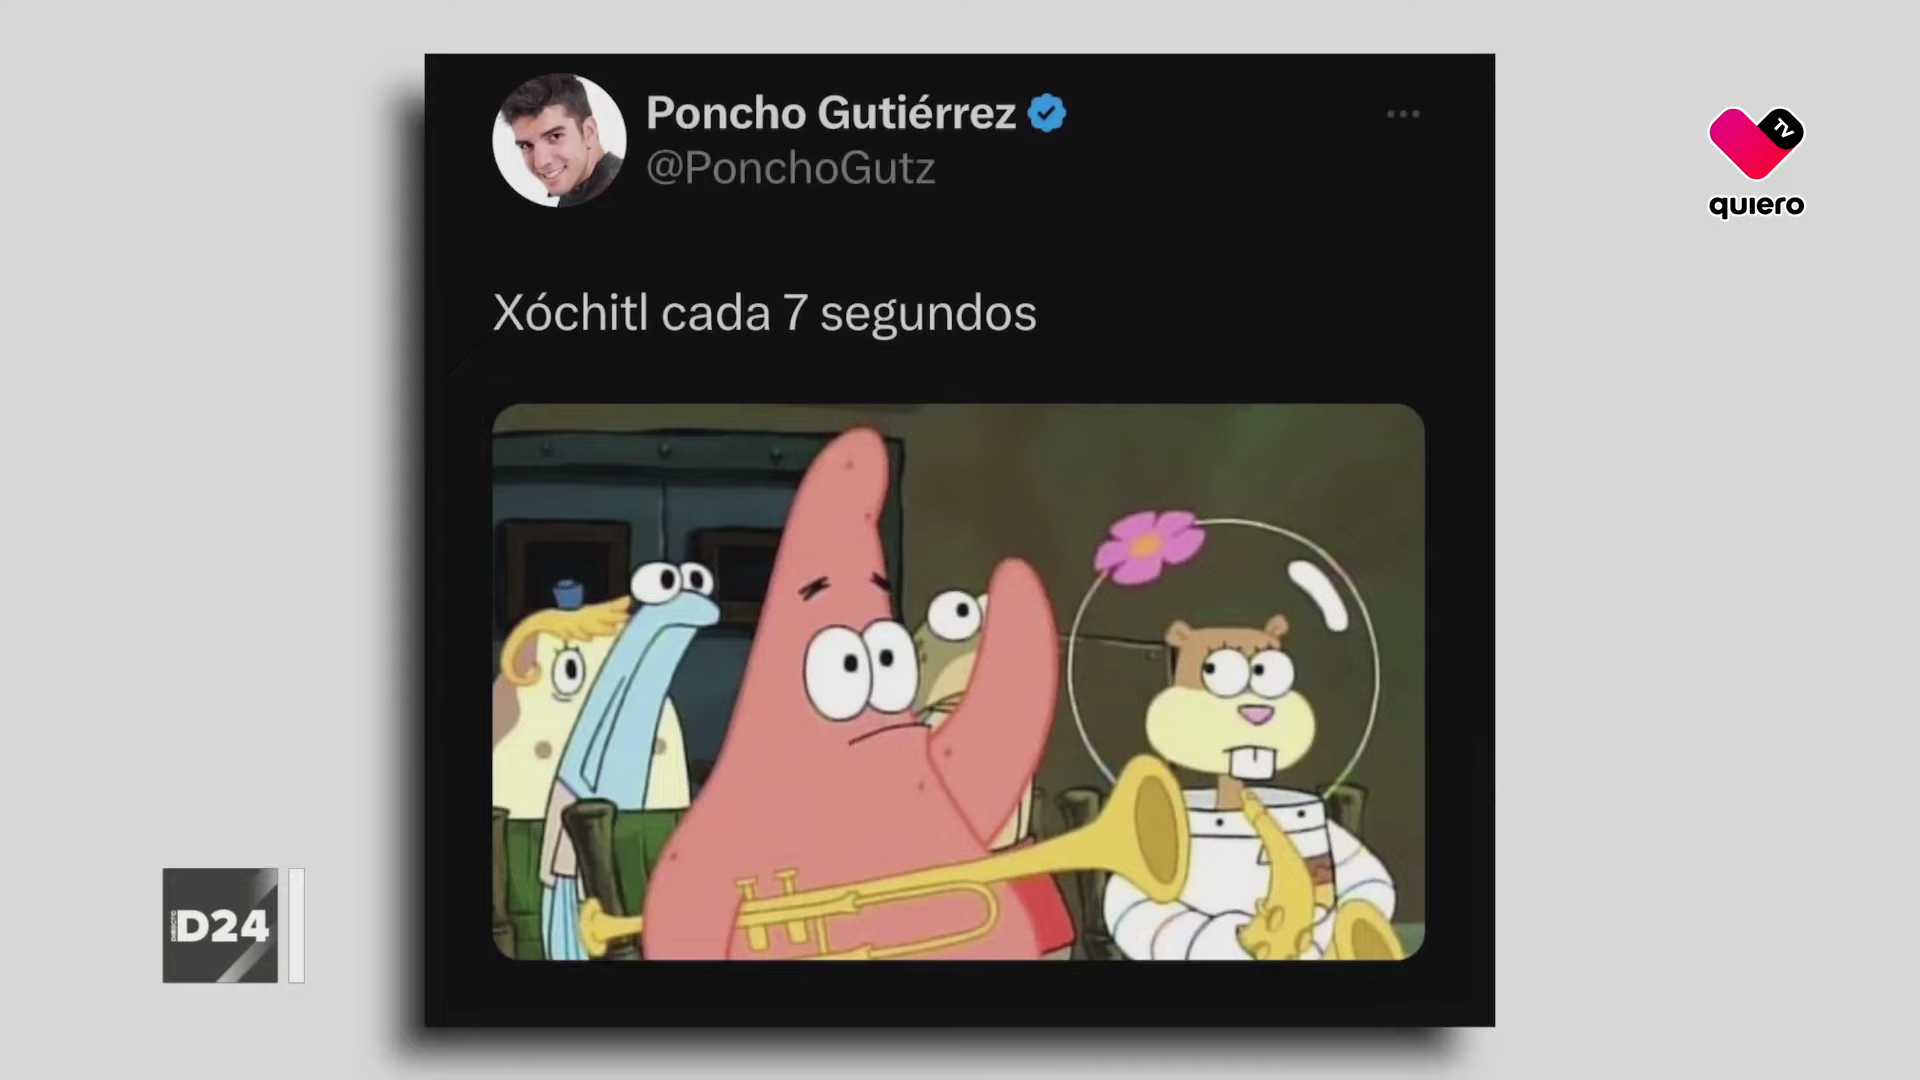 Poncho Gutiérrez
@PonchoGutz
Xóchitl cada 7 segundos
TV
quiero
DIRECTO
D24